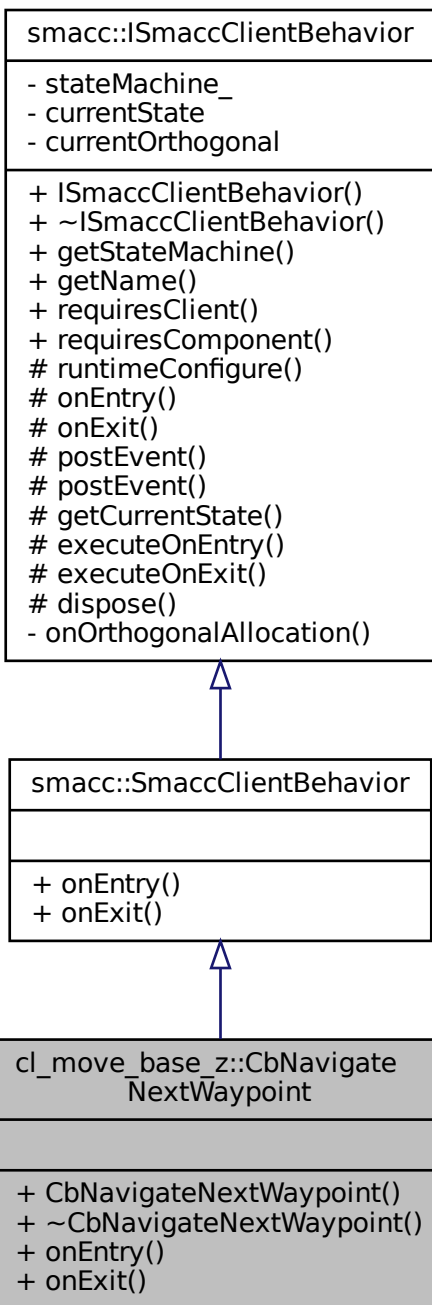 smacc::ISmaccClientBehavior
- stateMachine_
- currentState
- currentOrthogonal
+ ISmaccClientBehavior()
+ ~ISmaccClientBehavior()
+ getStateMachine()
+ getName()
+ requiresClient()
+ requiresComponent()
# runtimeConfigure()
# onEntry()
# onExit()
# postEvent()
# postEvent()
# getCurrentState()
# executeOnEntry()
# executeOnExit()
# dispose()
- onOrthogonalAllocation()
smacc::SmaccClientBehavior
+ onEntry()
+ onExit()
cl_move_base_z::CbNavigate
NextWaypoint
+ CbNavigateNextWaypoint()
+ ~CbNavigateNextWaypoint()
+ onEntry()
+ onExit()